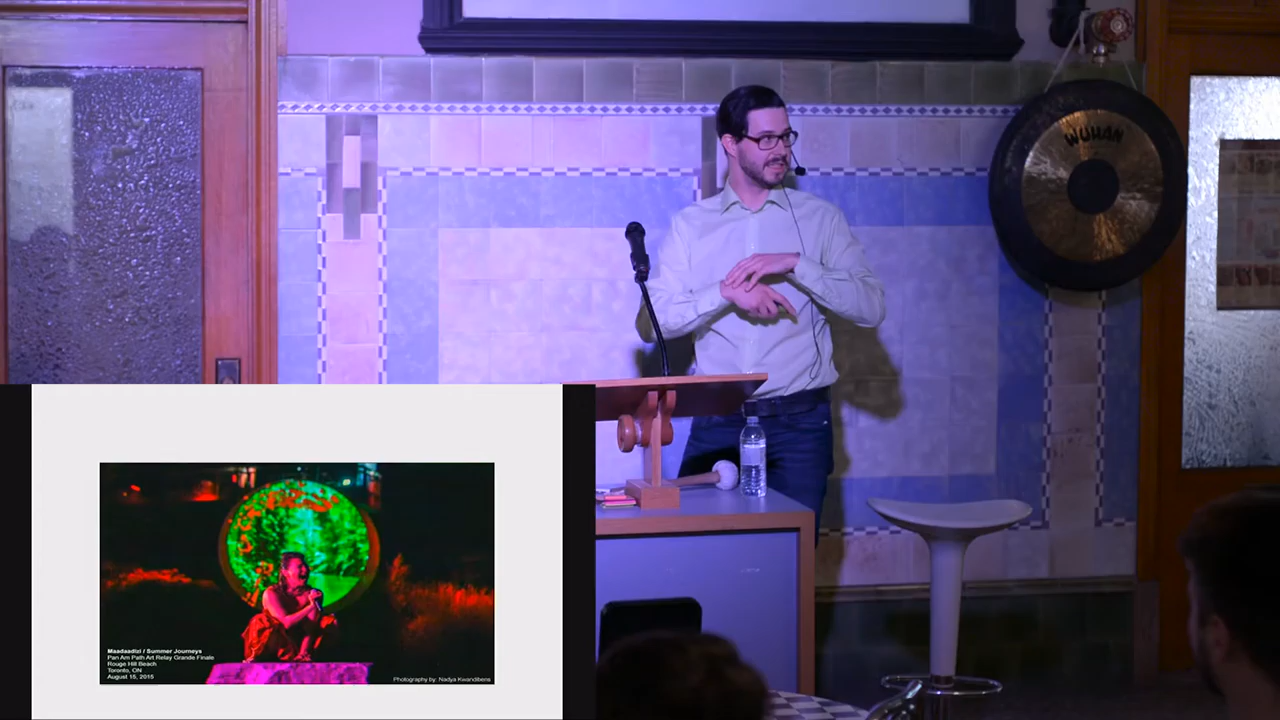 WUHAN
Maadaadizi / Summer Journeys
Pan Am Path Art Relay Grande Finale
Rouge Hill Beach
Toronto, ON
August 15, 2015
Photography by: Nadya Kwandibens